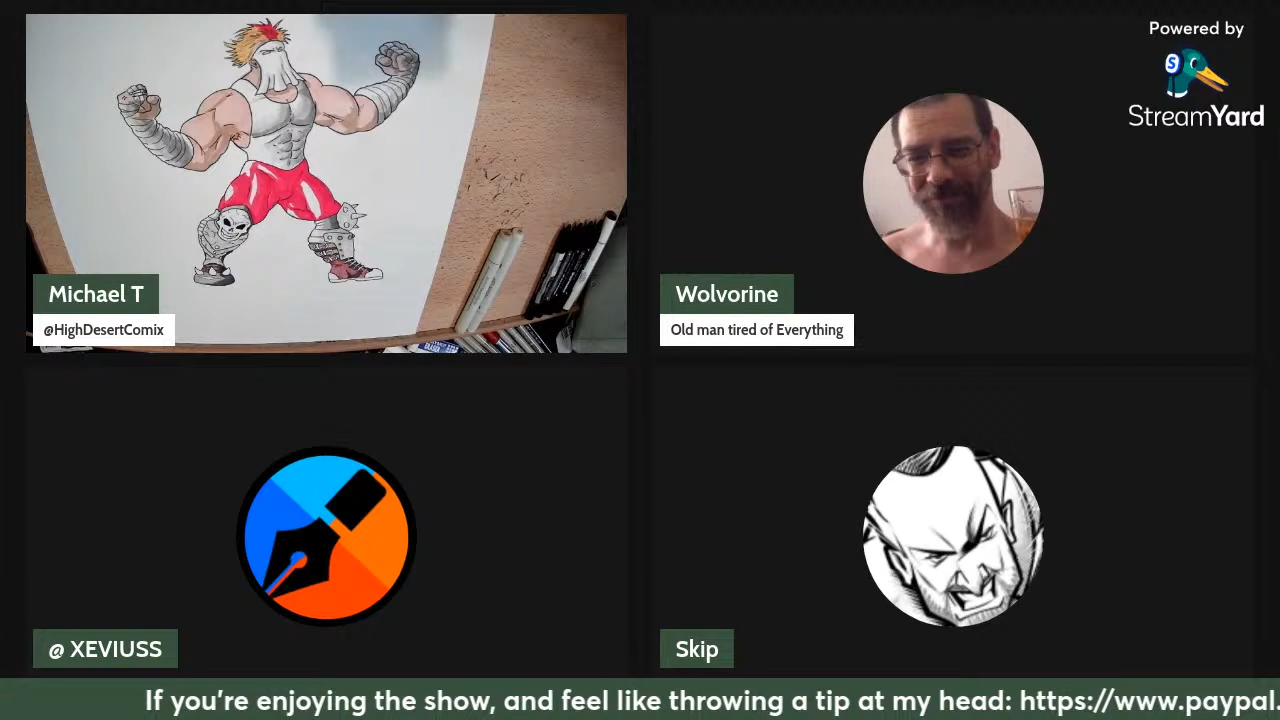 Powered by
StreamYard
Michael T
@HighDesertComix
Wolvorine
Old man tired of Everything
@ XEVIUSS
Skip
If you're enjoying the show, and feel like throwing a tip at my head: https://www.paypal.